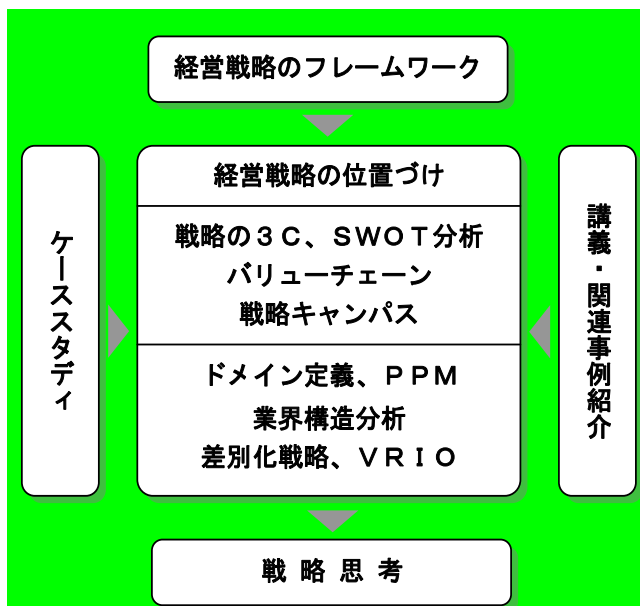 経営戦略のフレームワーク
ケーススタディ
経営戦略の位置づけ
戦略の３Ｃ、SWOT分析
バリューチェーン
戦略キャンパス
ドメイン定義、ＰＰＭ
業界構造分析
差別化戦略、ＶＲＩＯ
講義・関連事例紹介
戦略思考